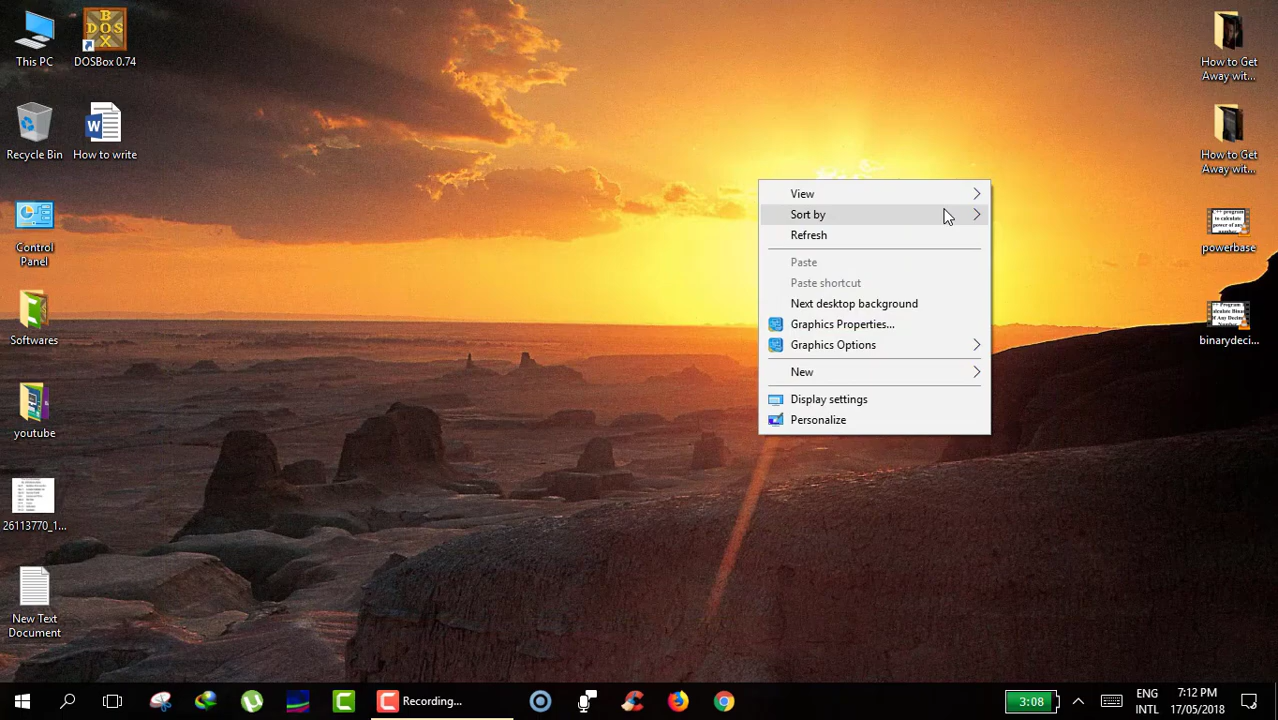 This PC
DOSBox 0.74
Recycle Bin
How to write
Control
Panel
Softwares
youtube
26113770_1...
New Text
Document
View
Sort by
Refresh
Paste
Paste shortcut
Next desktop background
Graphics Properties...
Graphics Options
New
Display settings
Personalize
How to Get
Away wit...
How to Get
Away wit...
powerbase
binarydeci...
Recording...
3:08
ENG
INTL
7:12 PM
17/05/2018